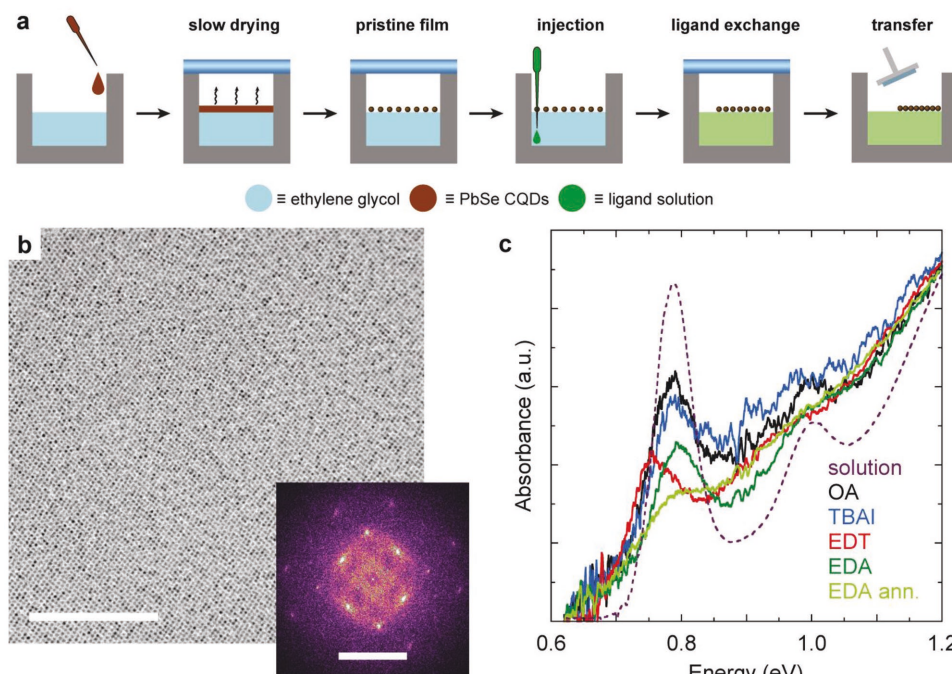 a
slow drying
pristine film
injection
ligand exchange
transfer
≡ ethylene glycol
≡ PbSe CQDs
≡ ligand solution
b
c
Absorbance (a.u.)
solution
OA
TBAI
EDT
EDA
EDA ann.
0.6
0.8
1.0
1.2
Energy (eV)